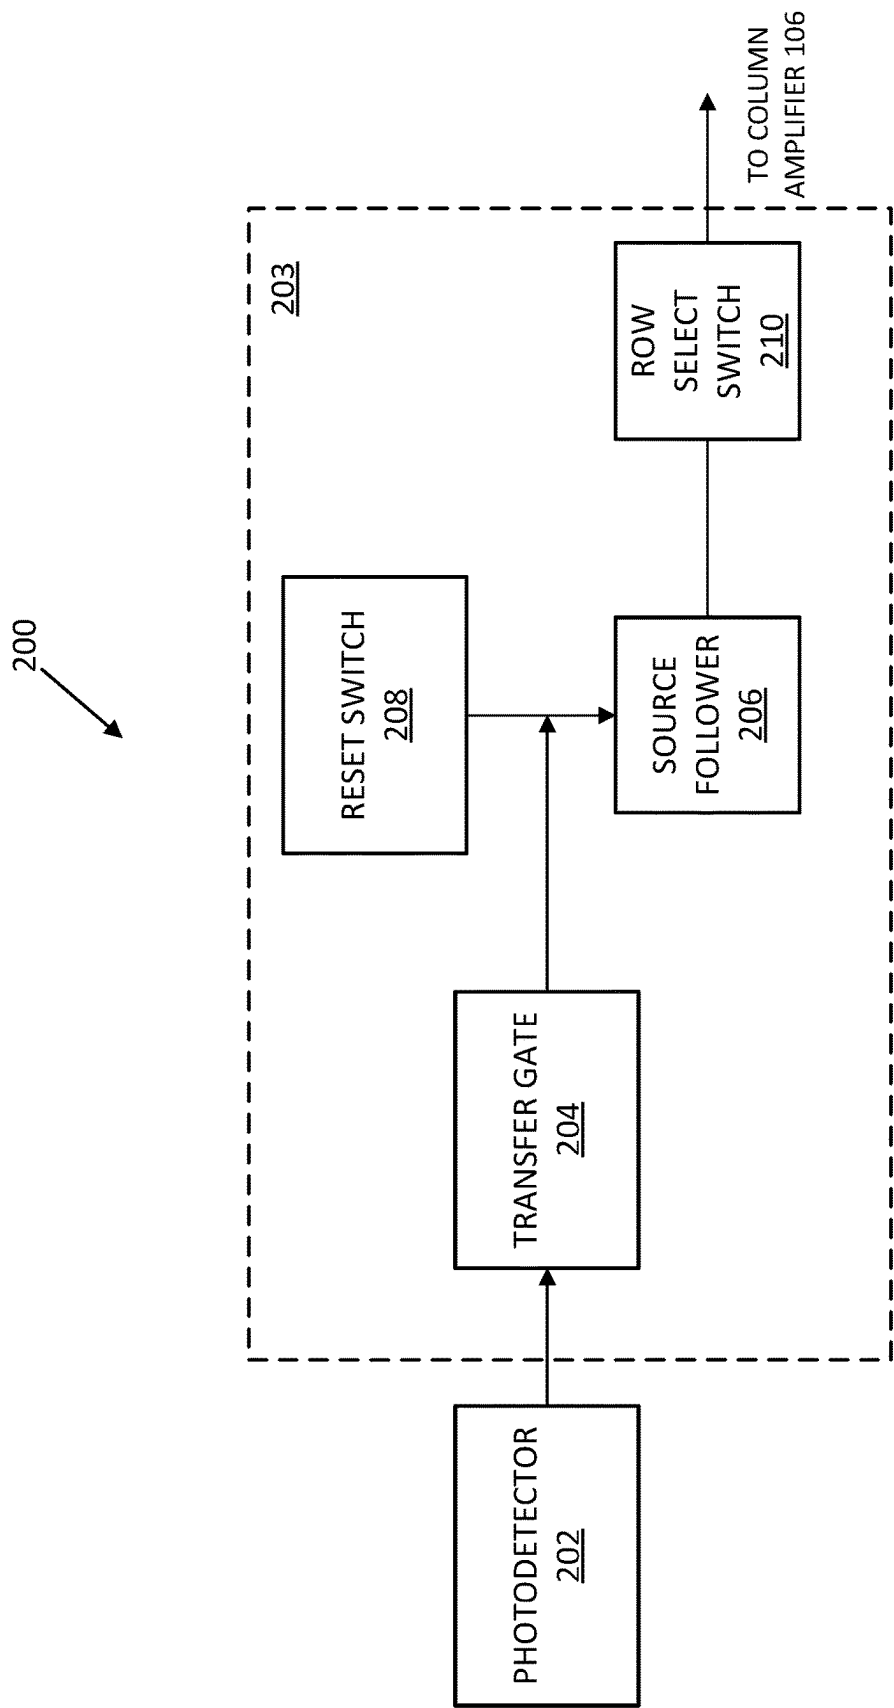 200
203
RESET SWITCH
208
PHOTODETECTOR
202
TRANSFER GATE
204
SOURCE
FOLLOWER
206
ROW
SELECT
SWITCH
210
TO COLUMN
AMPLIFIER 106